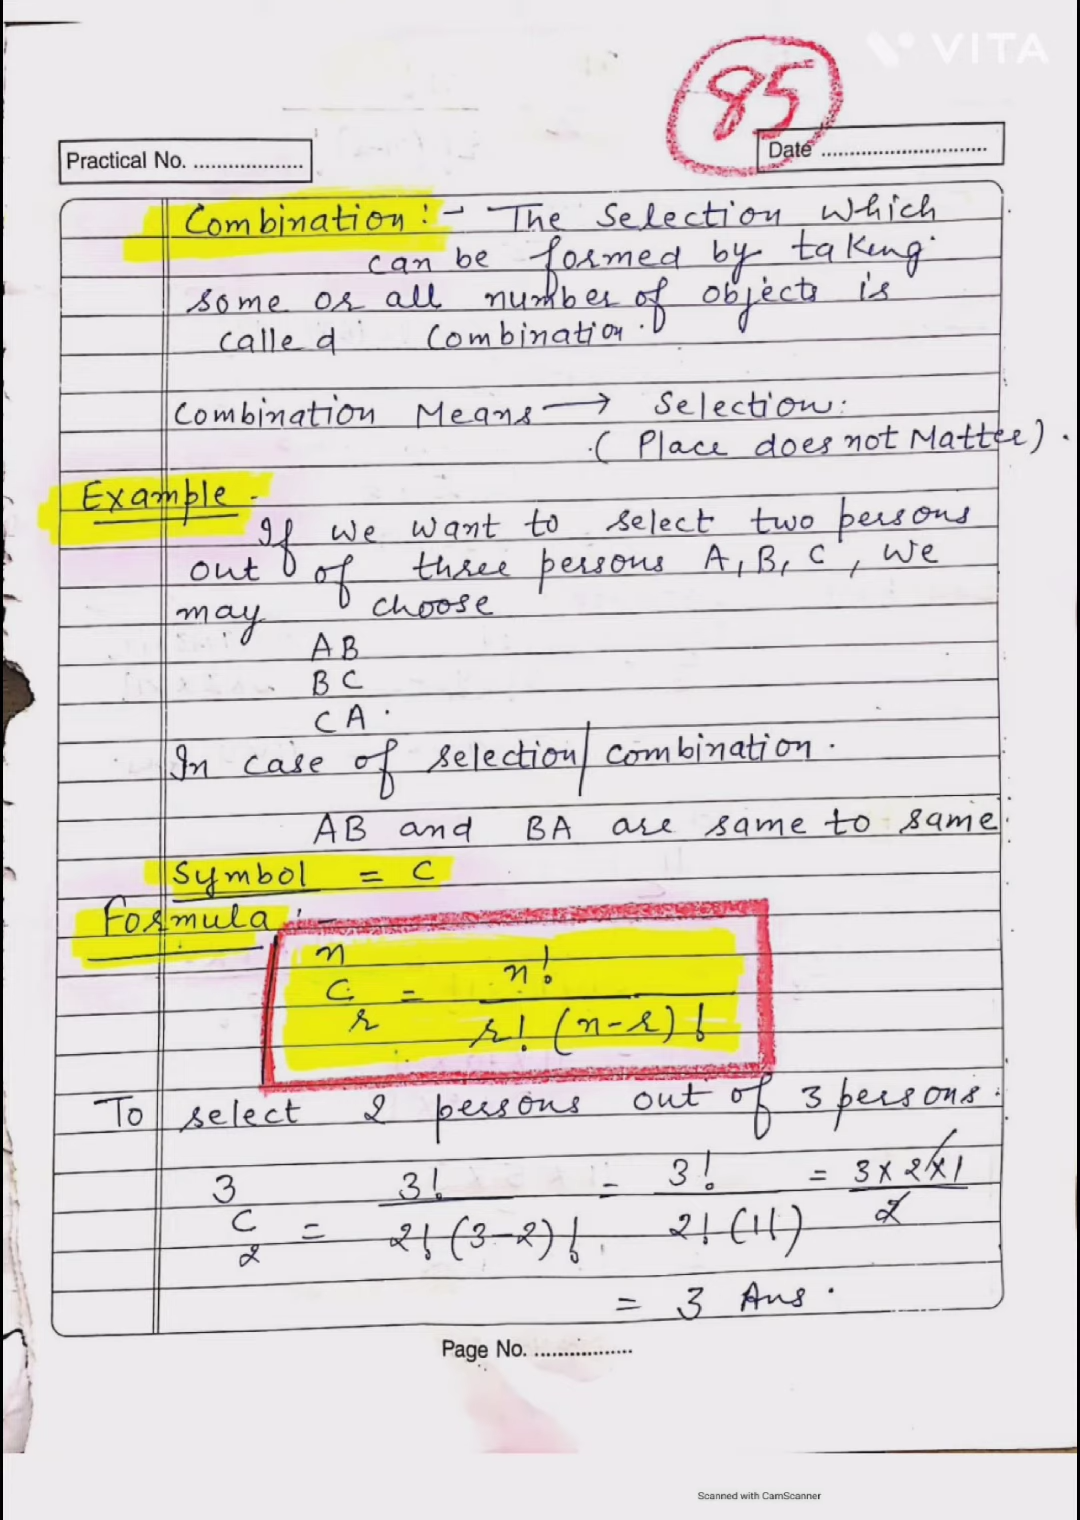 VITA
85
Practical No. ..................
Date ............................
Combination :- The selection which
can be formed by taking
some or all number of objects is
called Combination.
Combination Means → Selection.
( Place does not Matter) .
Example -
If we want to select two persons
out of three persons A, B, C , we
may choose
AB
BC
CA .
In case of selection/combination.
AB and BA are same to same
Symbol = C
Formula :-
n
C = n!
r r! (n-r)!
To select 2 persons out of 3 persons.
3 3! 3! = 3 x 2 x 1
C = 2! (3-2)! = 2! (1!) 2
2
= 3 Ans .
Page No. .................
Scanned with CamScanner